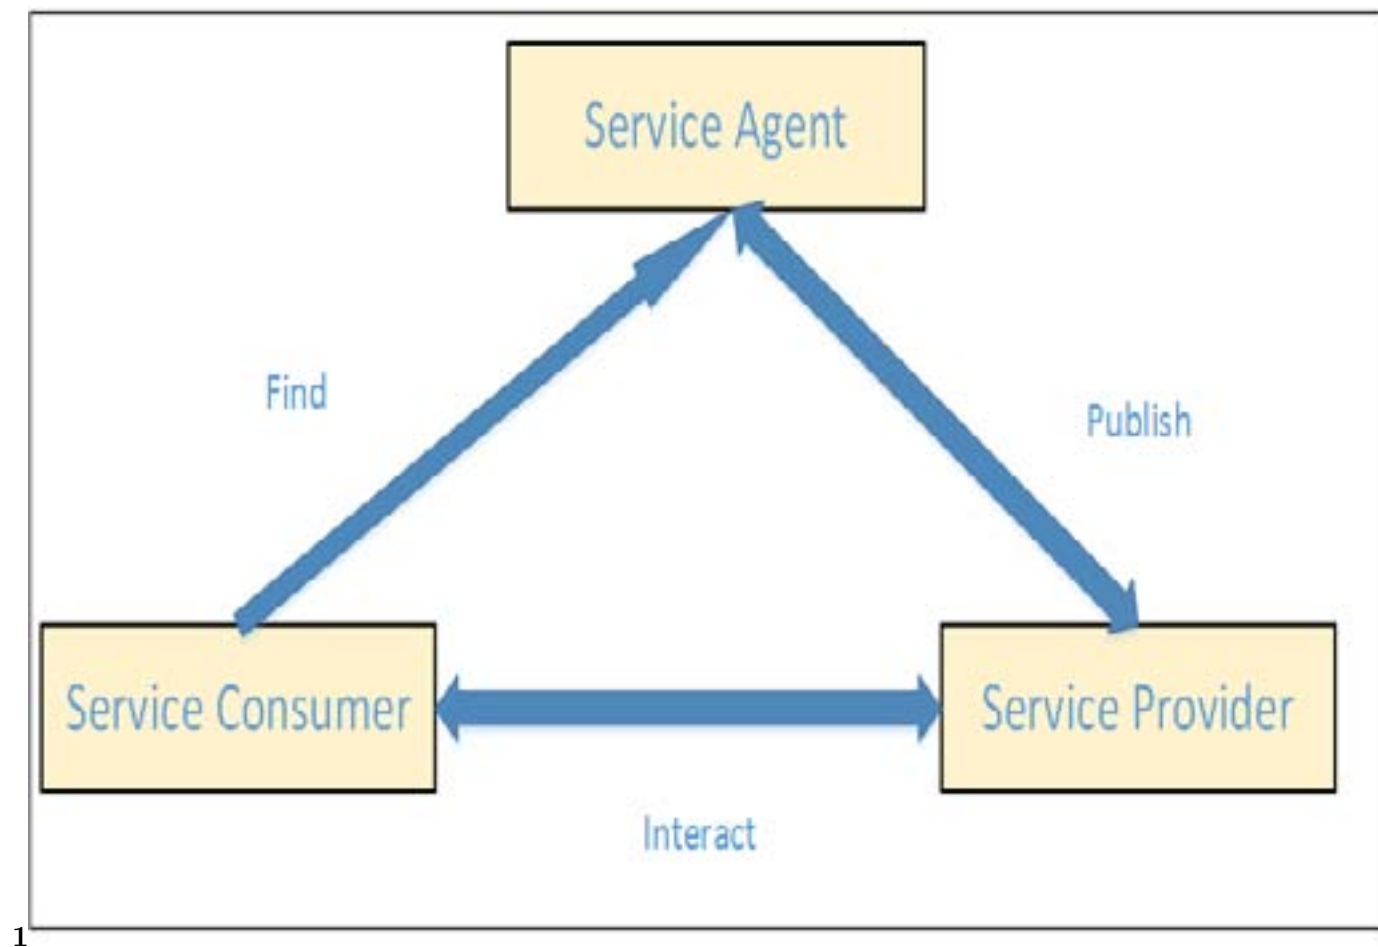 Service Agent
Find
Publish
Service Consumer
Service Provider
Interact
1